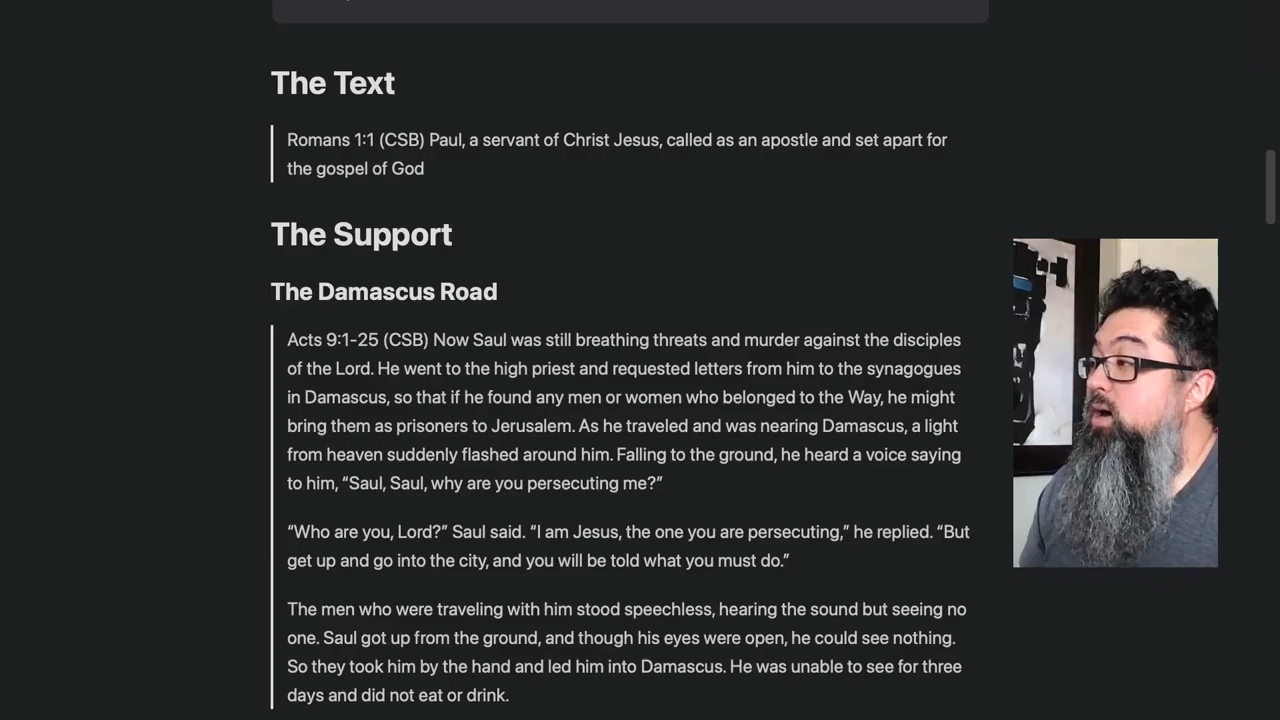 The Text
Romans 1:1 (CSB) Paul, a servant of Christ Jesus, called as an apostle and set apart for
the gospel of God
The Support
The Damascus Road
Acts 9:1-25 (CSB) Now Saul was still breathing threats and murder against the disciples
of the Lord. He went to the high priest and requested letters from him to the synagogues
in Damascus, so that if he found any men or women who belonged to the Way, he might
bring them as prisoners to Jerusalem. As he traveled and was nearing Damascus, a light
from heaven suddenly flashed around him. Falling to the ground, he heard a voice saying
to him, “Saul, Saul, why are you persecuting me?”
“Who are you, Lord?” Saul said. “I am Jesus, the one you are persecuting,” he replied. “But
get up and go into the city, and you will be told what you must do.”
The men who were traveling with him stood speechless, hearing the sound but seeing no
one. Saul got up from the ground, and though his eyes were open, he could see nothing.
So they took him by the hand and led him into Damascus. He was unable to see for three
days and did not eat or drink.